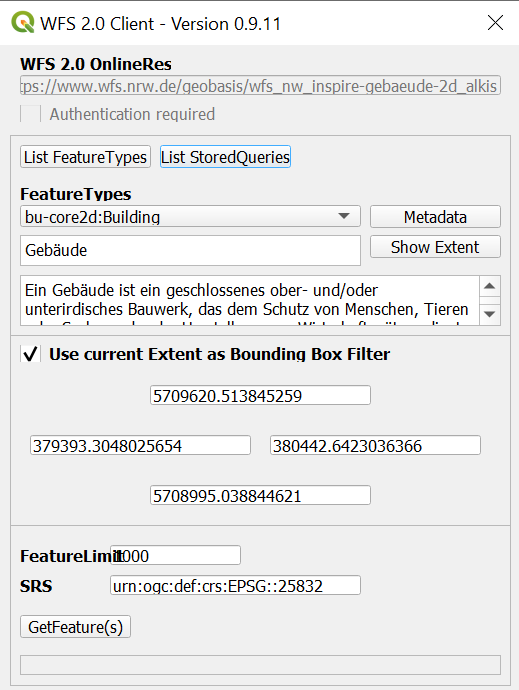 WFS 2.0 Client - Version 0.9.11
WFS 2.0 OnlineRes
tps://www.wfs.nrw.de/geobasis/wfs_nw_inspire-gebaeude-2d_alkis
Authentication required
List FeatureTypes List StoredQueries
FeatureTypes
bu-core2d:Building Metadata
Gebäude Show Extent
Ein Gebäude ist ein geschlossenes ober- und/oder
unterirdisches Bauwerk, das dem Schutz von Menschen, Tieren
Use current Extent as Bounding Box Filter
5709620.513845259
379393.3048025654 380442.6423036366
5708995.038844621
FeatureLimit 1000
SRS urn:ogc:def:crs:EPSG::25832
GetFeature(s)